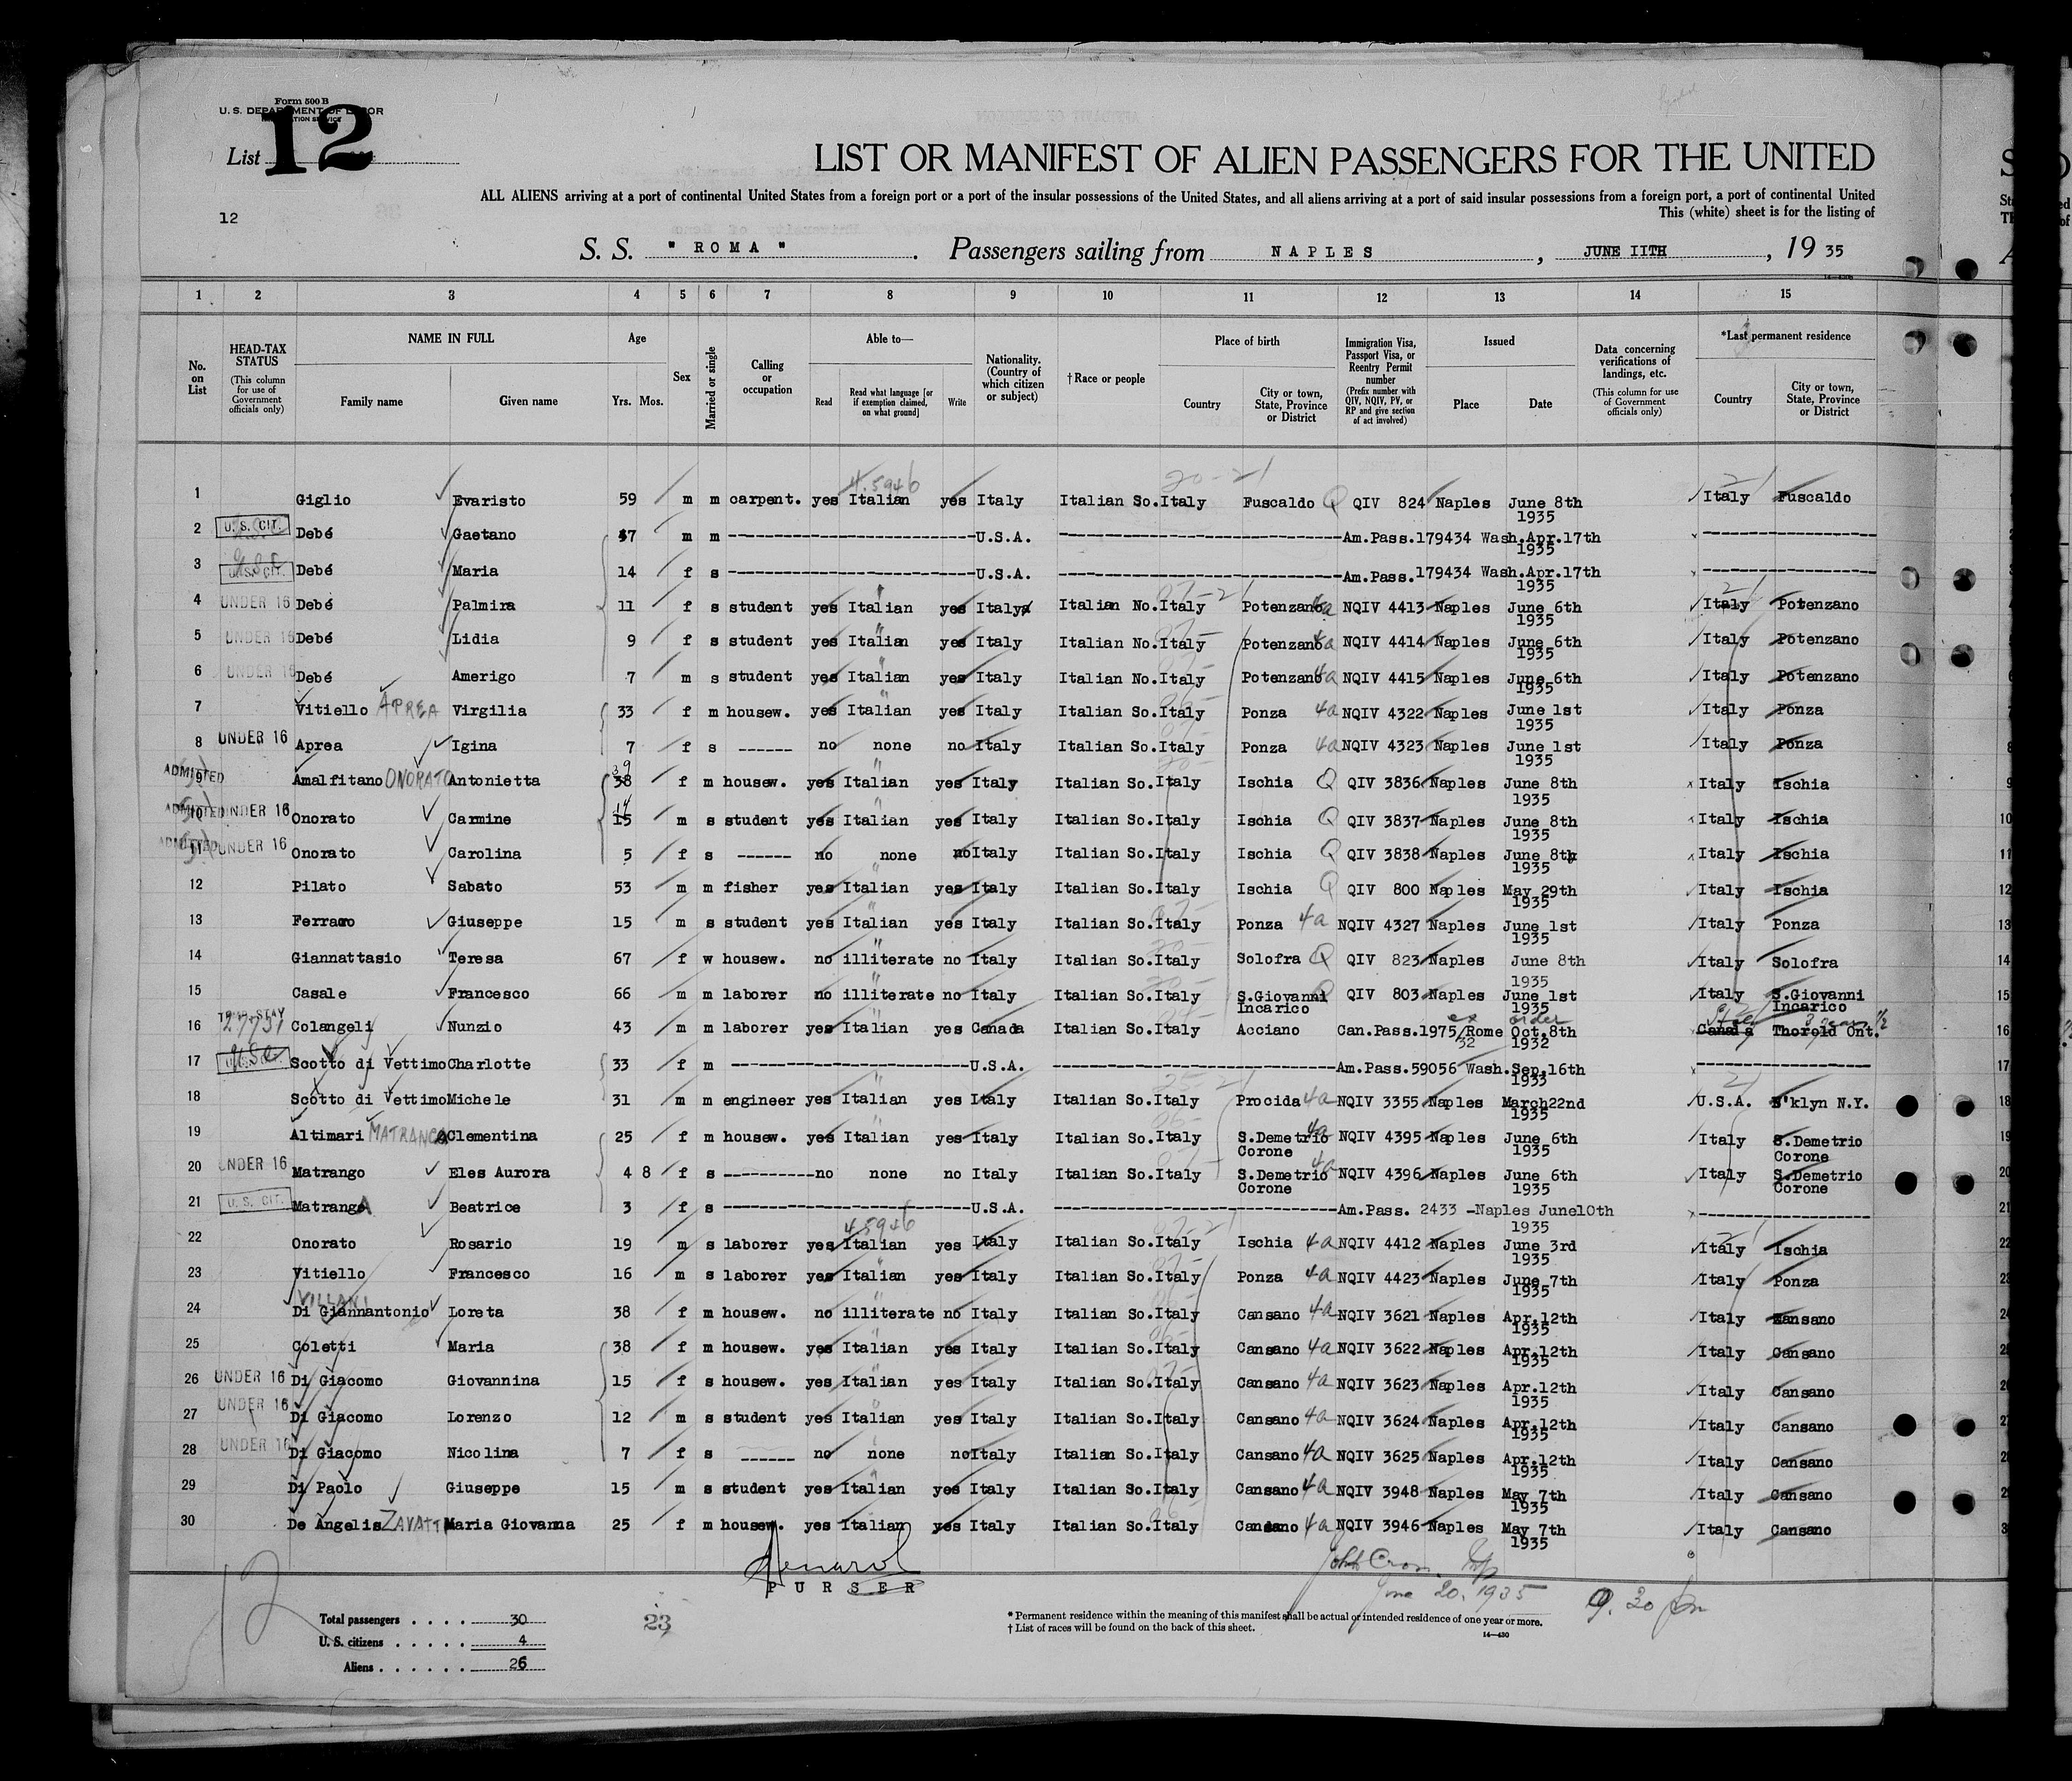 Form 500 B
U. S. DEPARTMENT OF LABOR
List 12
12
LIST OR MANIFEST OF ALIEN PASSENGERS FOR THE UNITED
ALL ALIENS arriving at a port of continental United States from a foreign port or a port of the insular possessions of the United States, and all aliens arriving at a port of said insular possessions from a foreign port, a port of continental United
This (white) sheet is for the listing of
S. S. " ROMA " . Passengers sailing from NAPLES , JUNE IITH , 19 35
1 2 3 4 5 6 7 8 9 10 11 12 13 14 15
No. on List
HEAD-TAX STATUS (This column for use of Government officials only)
NAME IN FULL Family name Given name
Age Yrs. Mos.
Sex
Married or single
Calling or occupation
Able to— Read Read what language [or if exemption claimed, on what ground] Write
Nationality. (Country of which citizen or subject)
† Race or people
Place of birth Country City or town, State, Province or District
Immigration Visa, Passport Visa, or Reentry Permit number (Prefix number with QIV, NQIV, PV, or RP and give section of act involved)
Issued Place Date
Data concerning verifications of landings, etc. (This column for use of Government officials only)
*Last permanent residence Country City or town, State, Province or District
1 Giglio Evaristo 59 m m carpent. yes Italian yes Italy Italian So. Italy Fuscaldo Q QIV 824 Naples June 8th 1935 Italy Fuscaldo
2 U. S. CIT. Debé Gaetano 47 m m U.S.A. Am.Pass.179434 Wash.Apr.17th 1935
3 U. S. CIT. Debé Maria 14 f s U.S.A. Am.Pass.179434 Wash.Apr.17th 1935
4 UNDER 16 Debé Palmira 11 f s student yes Italian yes Italy Italian No. Italy Potenzano 4a NQIV 4413 Naples June 6th 1935 Italy Potenzano
5 UNDER 16 Debé Lidia 9 f s student yes Italian yes Italy Italian No. Italy Potenzano 4a NQIV 4414 Naples June 6th 1935 Italy Potenzano
6 UNDER 16 Debé Amerigo 7 m s student yes Italian yes Italy Italian No. Italy Potenzano 4a NQIV 4415 Naples June 6th 1935 Italy Potenzano
7 Vitiello APREA Virgilia 33 f m housew. yes Italian yes Italy Italian So. Italy Ponza 4a NQIV 4322 Naples June 1st 1935 Italy Ponza
8 UNDER 16 Aprea Igina 7 f s ------ no none no Italy Italian So. Italy Ponza 4a NQIV 4323 Naples June 1st 1935 Italy Ponza
9 ADMITTED Amalfitano ONORATO Antonietta 38 39 f m housew. yes Italian yes Italy Italian So. Italy Ischia Q QIV 3836 Naples June 8th 1935 Italy Ischia
10 ADMITTED UNDER 16 Onorato Carmine 15 14 m s student yes Italian yes Italy Italian So. Italy Ischia Q QIV 3837 Naples June 8th 1935 Italy Ischia
11 ADMITTED UNDER 16 Onorato Carolina 5 f s ------ no none no Italy Italian So. Italy Ischia Q QIV 3838 Naples June 8th 1935 Italy Ischia
12 Pilato Sabato 53 m m fisher yes Italian yes Italy Italian So. Italy Ischia Q QIV 800 Naples May 29th 1935 Italy Ischia
13 Ferraro Giuseppe 15 m s student yes Italian yes Italy Italian So. Italy Ponza 4a NQIV 4327 Naples June 1st 1935 Italy Ponza
14 Giannattasio Teresa 67 f w housew. no illiterate no Italy Italian So. Italy Solofra Q QIV 823 Naples June 8th 1935 Italy Solofra
15 Casale Francesco 66 m m laborer no illiterate no Italy Italian So. Italy S.Giovanni Incarico QIV 803 Naples June 1st 1935 Italy S.Giovanni Incarico
16 Colangeli Nunzio 43 m m laborer yes Italian yes Canada Italian So. Italy Acciano Can.Pass.1975/32 Rome Oct.8th 1932 Canada Thorold Ont.
17 Scotto di Vettimo Charlotte 33 f m U.S.A. Am.Pass.59056 Wash.Sep.16th 1933
18 Scotto di Vettimo Michele 31 m m engineer yes Italian yes Italy Italian So. Italy Procida 4a NQIV 3355 Naples March22nd 1935 U.S.A. B'klyn N.Y.
19 Altimari MATRANGA Clementina 25 f m housew. yes Italian yes Italy Italian So. Italy S.Demetrio Corone 4a NQIV 4395 Naples June 6th 1935 Italy S.Demetrio Corone
20 UNDER 16 Matrango Eles Aurora 4 8 f s ---------- no none no Italy Italian So. Italy S.Demetrio Corone 4a NQIV 4396 Naples June 6th 1935 Italy S.Demetrio Corone
21 U. S. CIT. Matranga Beatrice 3 f s U.S.A. Am.Pass. 2433 -Naples June10th 1935
22 Onorato Rosario 19 m s laborer yes Italian yes Italy Italian So. Italy Ischia 4a NQIV 4412 Naples June 3rd 1935 Italy Ischia
23 Vitiello Francesco 16 m s laborer yes Italian yes Italy Italian So. Italy Ponza 4a NQIV 4423 Naples June 7th 1935 Italy Ponza
24 VILLANI Di Giannantonio Loreta 38 f m housew. no illiterate no Italy Italian So. Italy Cansano 4a NQIV 3621 Naples Apr.12th 1935 Italy Cansano
25 Coletti Maria 38 f m housew. yes Italian yes Italy Italian So. Italy Cansano 4a NQIV 3622 Naples Apr.12th 1935 Italy Cansano
26 UNDER 16 Di Giacomo Giovannina 15 f s housew. yes Italian yes Italy Italian So. Italy Cansano 4a NQIV 3623 Naples Apr.12th 1935 Italy Cansano
27 UNDER 16 Di Giacomo Lorenzo 12 m s student yes Italian yes Italy Italian So. Italy Cansano 4a NQIV 3624 Naples Apr.12th 1935 Italy Cansano
28 UNDER 16 Di Giacomo Nicolina 7 f s ------ no none no Italy Italian So. Italy Cansano 4a NQIV 3625 Naples Apr.12th 1935 Italy Cansano
29 Di Paolo Giuseppe 15 m s student yes Italian yes Italy Italian So. Italy Cansano 4a NQIV 3948 Naples May 7th 1935 Italy Cansano
30 De Angelis Maria Giovanna 25 f m housew. yes Italian yes Italy Italian So. Italy Cansano 4a NQIV 3946 Naples May 7th 1935 Italy Cansano
PURSER
June 20, 1935
9.30
12
Total passengers . . . . 30
U. S. citizens . . . . . 4
Aliens . . . . . . 26
23
* Permanent residence within the meaning of this manifest shall be actual or intended residence of one year or more.
† List of races will be found on the back of this sheet.
14—430